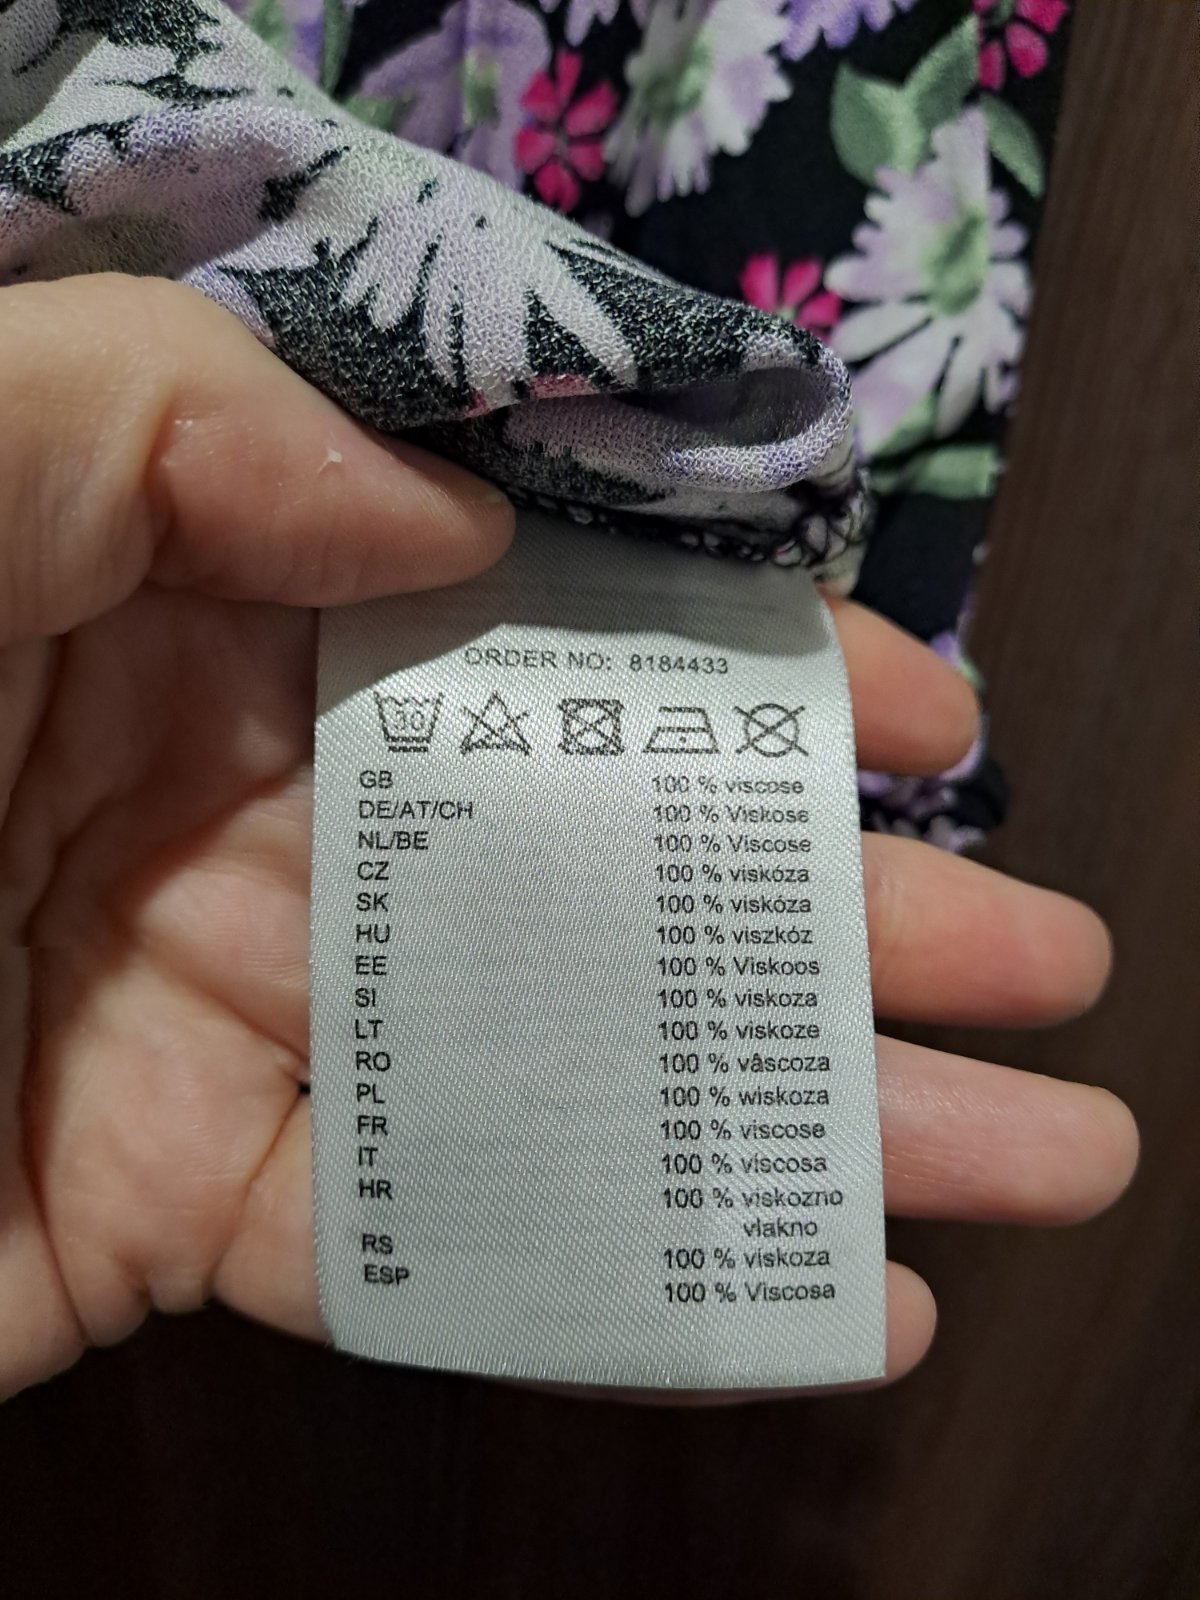 ORDER NO: 8184433
30
GB 100 % viscose
DE/AT/CH 100 % Viskose
NL/BE 100 % Viscose
CZ 100 % viskóza
SK 100 % viskóza
HU 100 % viszkóz
EE 100 % Viskoos
SI 100 % viskoza
LT 100 % viskoze
RO 100 % vâscoza
PL 100 % wiskoza
FR 100 % viscose
IT 100 % viscosa
HR 100 % viskozno
vlakno
RS 100 % viskoza
ESP 100 % Viscosa